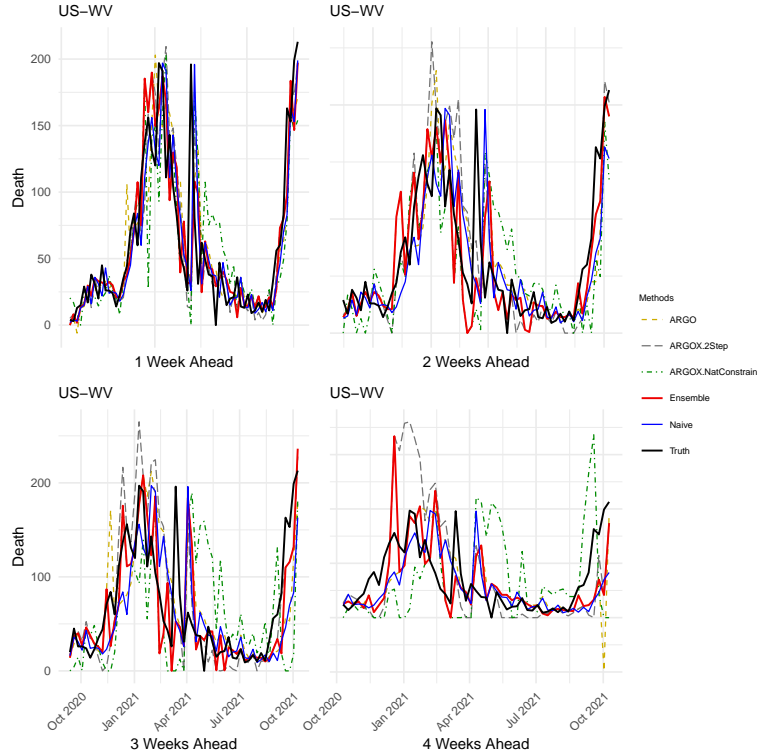 US−WV
US−WV
200
150
100
50
0
Death
1 Week Ahead
2 Weeks Ahead
Methods
ARGO
ARGOX.2Step
ARGOX.NatConstrain
Ensemble
Naive
Truth
US−WV
US−WV
200
100
0
Death
Oct 2020
Jan 2021
Apr 2021
Jul 2021
Oct 2021
Oct 2020
Jan 2021
Apr 2021
Jul 2021
Oct 2021
3 Weeks Ahead
4 Weeks Ahead